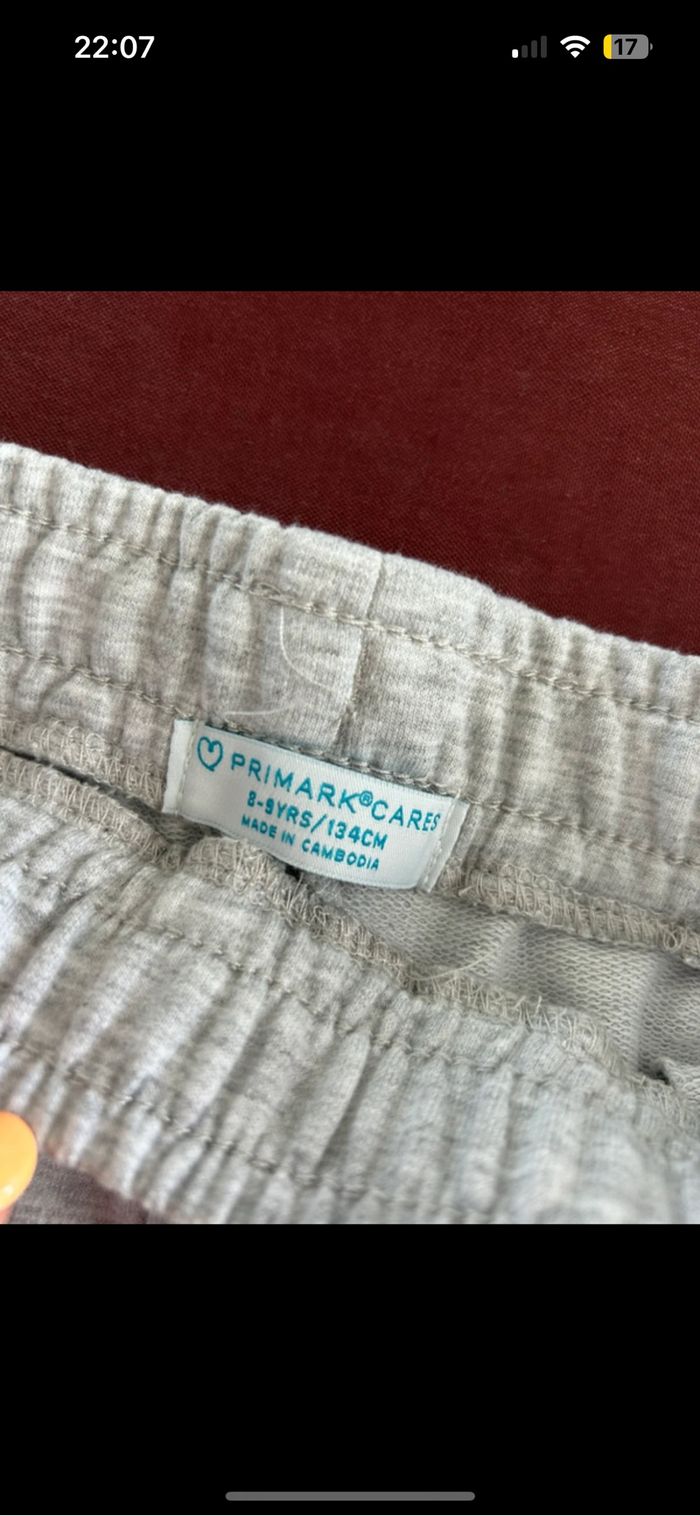 22:07
17
PRIMARK®CARES
8-9YRS/134CM
MADE IN CAMBODIA